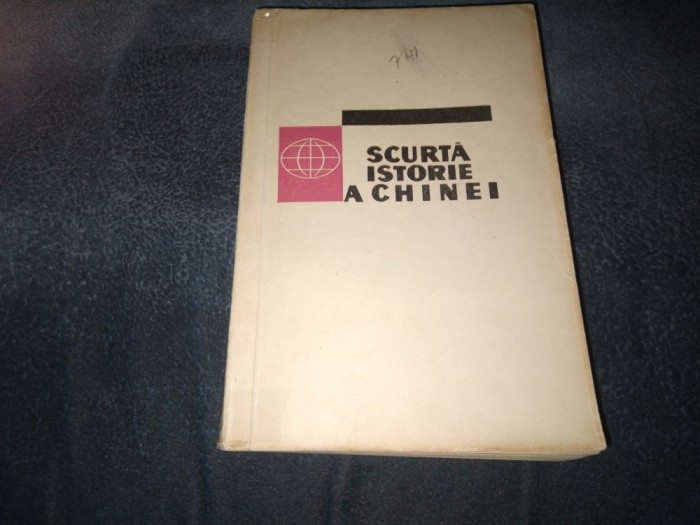 741
SCURTĂ
ISTORIE
A CHINEI